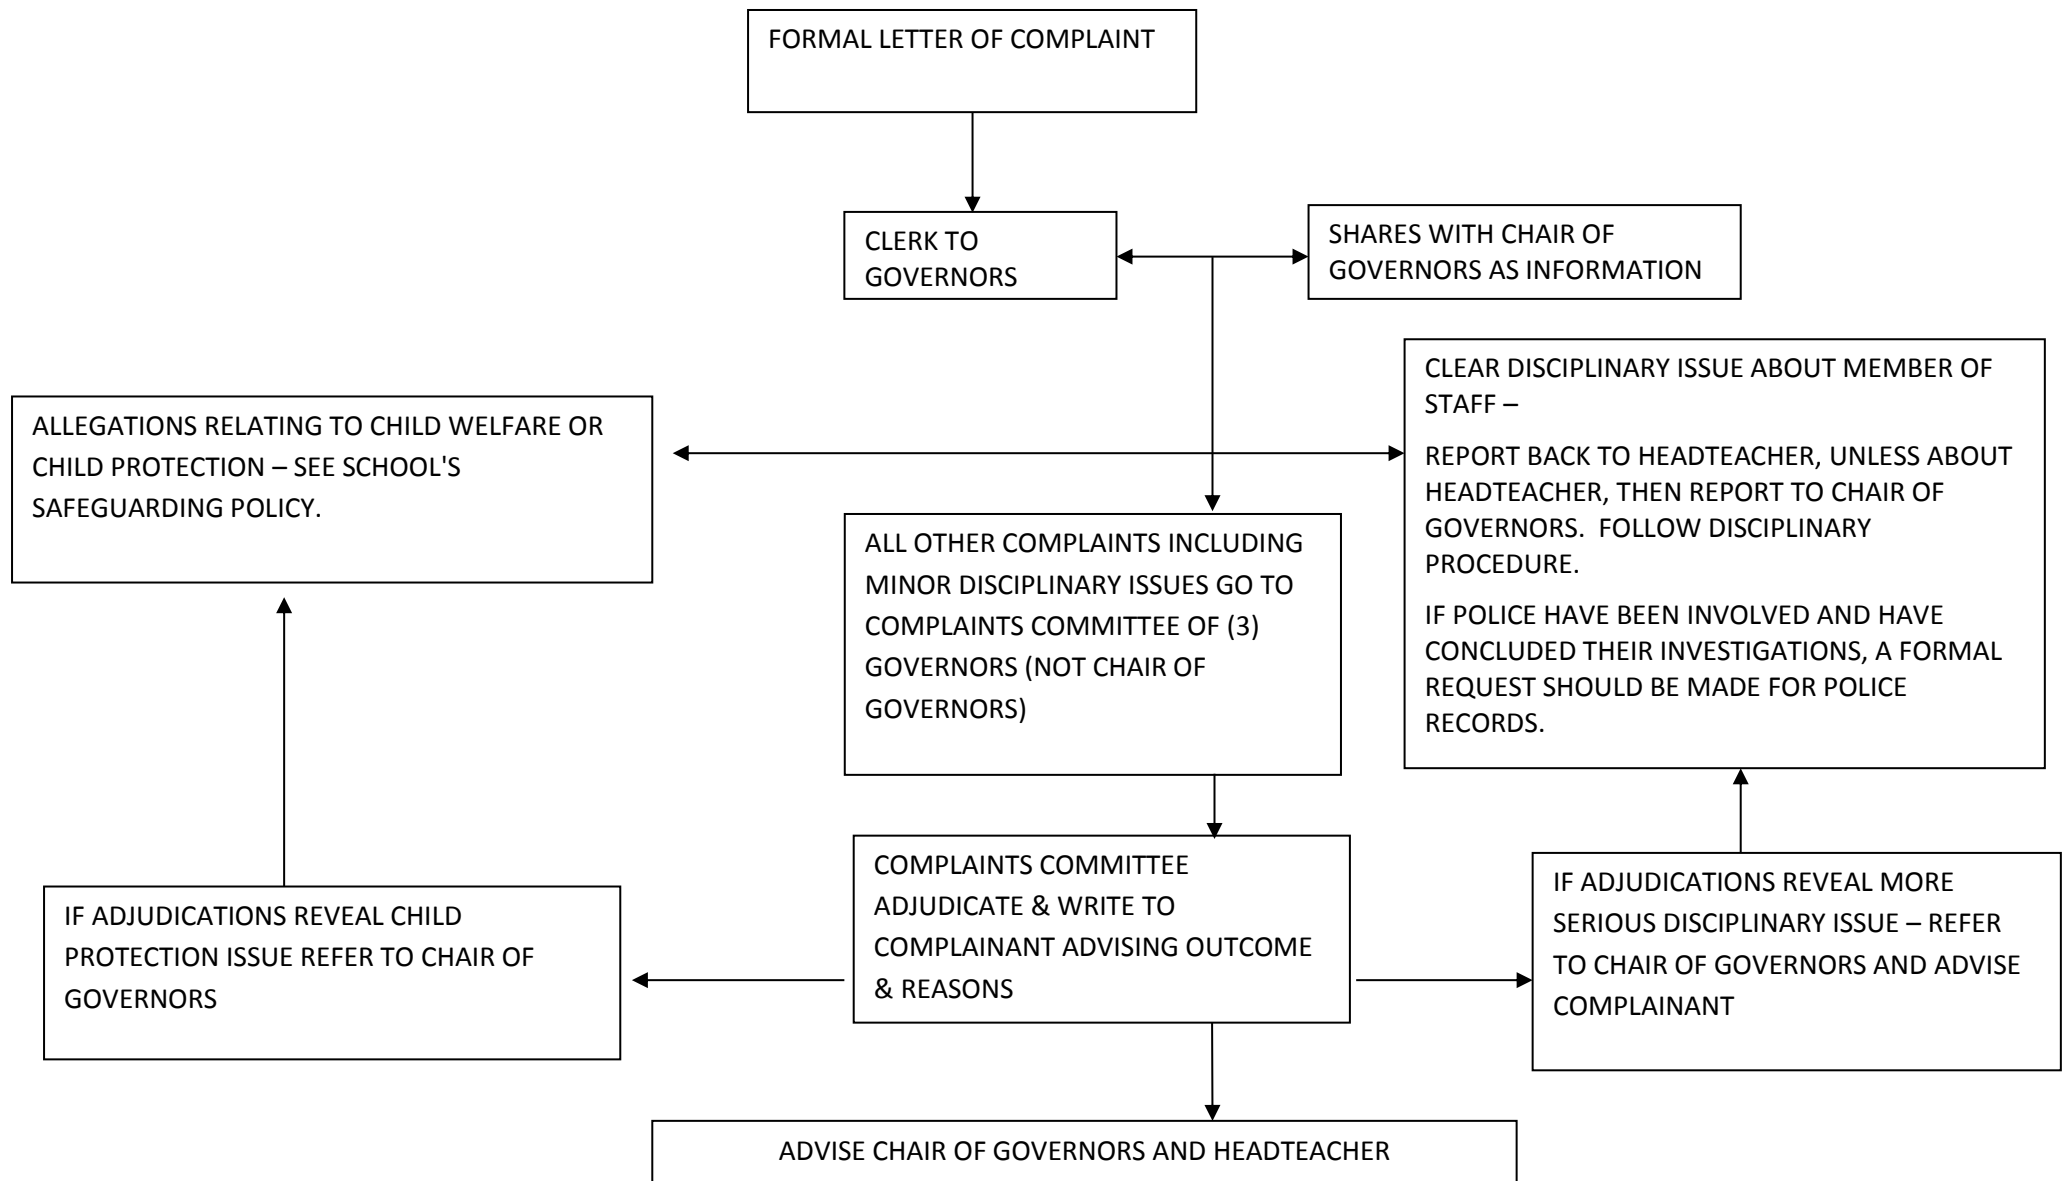 FORMAL LETTER OF COMPLAINT
CLERK TO
GOVERNORS
SHARES WITH CHAIR OF
GOVERNORS AS INFORMATION
ALLEGATIONS RELATING TO CHILD WELFARE OR
CHILD PROTECTION – SEE SCHOOL'S
SAFEGUARDING POLICY.
CLEAR DISCIPLINARY ISSUE ABOUT MEMBER OF
STAFF –
REPORT BACK TO HEADTEACHER, UNLESS ABOUT
HEADTEACHER, THEN REPORT TO CHAIR OF
GOVERNORS.  FOLLOW DISCIPLINARY
PROCEDURE.
IF POLICE HAVE BEEN INVOLVED AND HAVE
CONCLUDED THEIR INVESTIGATIONS, A FORMAL
REQUEST SHOULD BE MADE FOR POLICE
RECORDS.
ALL OTHER COMPLAINTS INCLUDING
MINOR DISCIPLINARY ISSUES GO TO
COMPLAINTS COMMITTEE OF (3)
GOVERNORS (NOT CHAIR OF
GOVERNORS)
IF ADJUDICATIONS REVEAL CHILD
PROTECTION ISSUE REFER TO CHAIR OF
GOVERNORS
COMPLAINTS COMMITTEE
ADJUDICATE & WRITE TO
COMPLAINANT ADVISING OUTCOME
& REASONS
IF ADJUDICATIONS REVEAL MORE
SERIOUS DISCIPLINARY ISSUE – REFER
TO CHAIR OF GOVERNORS AND ADVISE
COMPLAINANT
ADVISE CHAIR OF GOVERNORS AND HEADTEACHER